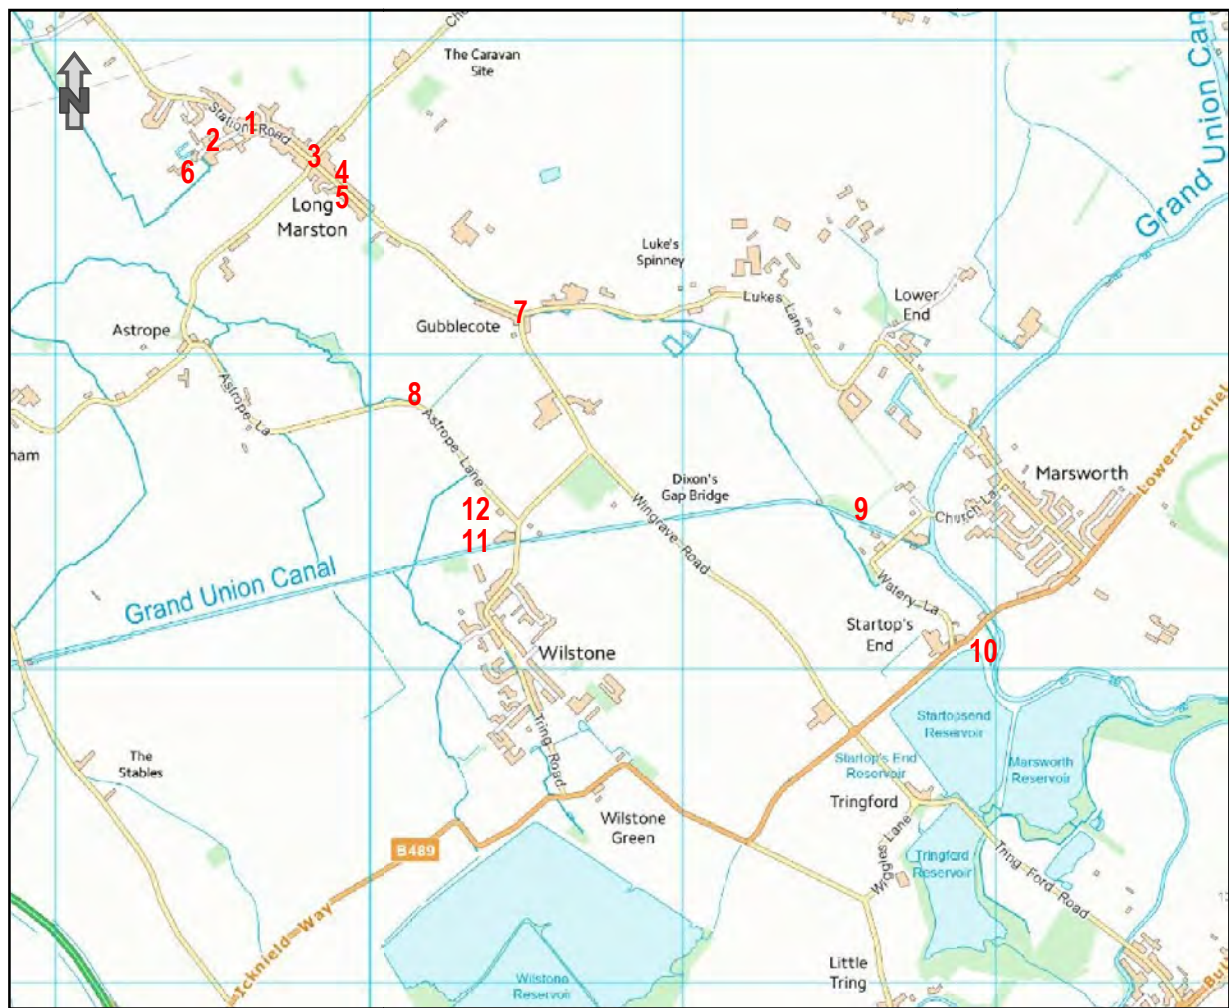 Grand Union Can
Che
The Caravan
Site
N
1
Station Road
2
3
4
6
5
Long
Marston
Luke's
Spinney
Lukes Lane
Lower
End
7
Gubblecote
Astrope
Astrope La
8
Astrope Lane
ham
Lower Icknield
Marsworth
Dixon's
Gap Bridge
9
Church La
12
11
Wingrave Road
Grand Union Canal
Watery La
Startop's
End
10
Wilstone
Tring Road
Startopsend
Reservoir
The
Stables
Startop's End
Reservoir
Marsworth
Reservoir
Tringford
Wilstone
Green
B489
Wiggles Lane
Tringford
Reservoir
Tring Ford Road
Icknield Way
Wilstone
Reservoir
Little
Tring
Bul